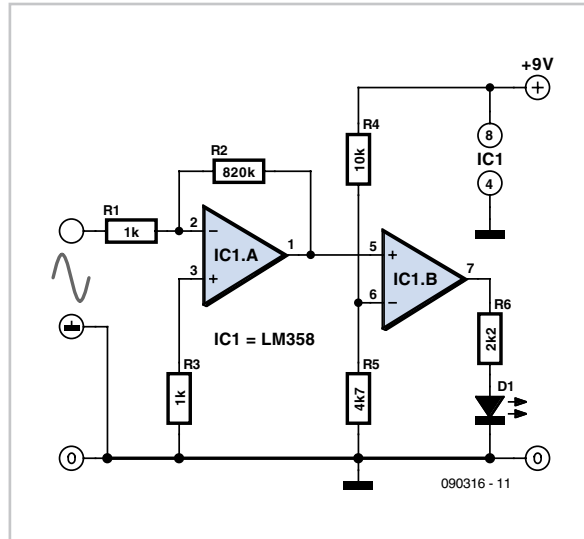 +9V
R4
10k
8
IC1
4
R2
820k
R1
1k
2
−
IC1.A
1
3
+
5
+
IC1.B
7
6
−
R6
2k2
IC1 = LM358
R3
1k
R5
4k7
D1
0
0
090316 - 11